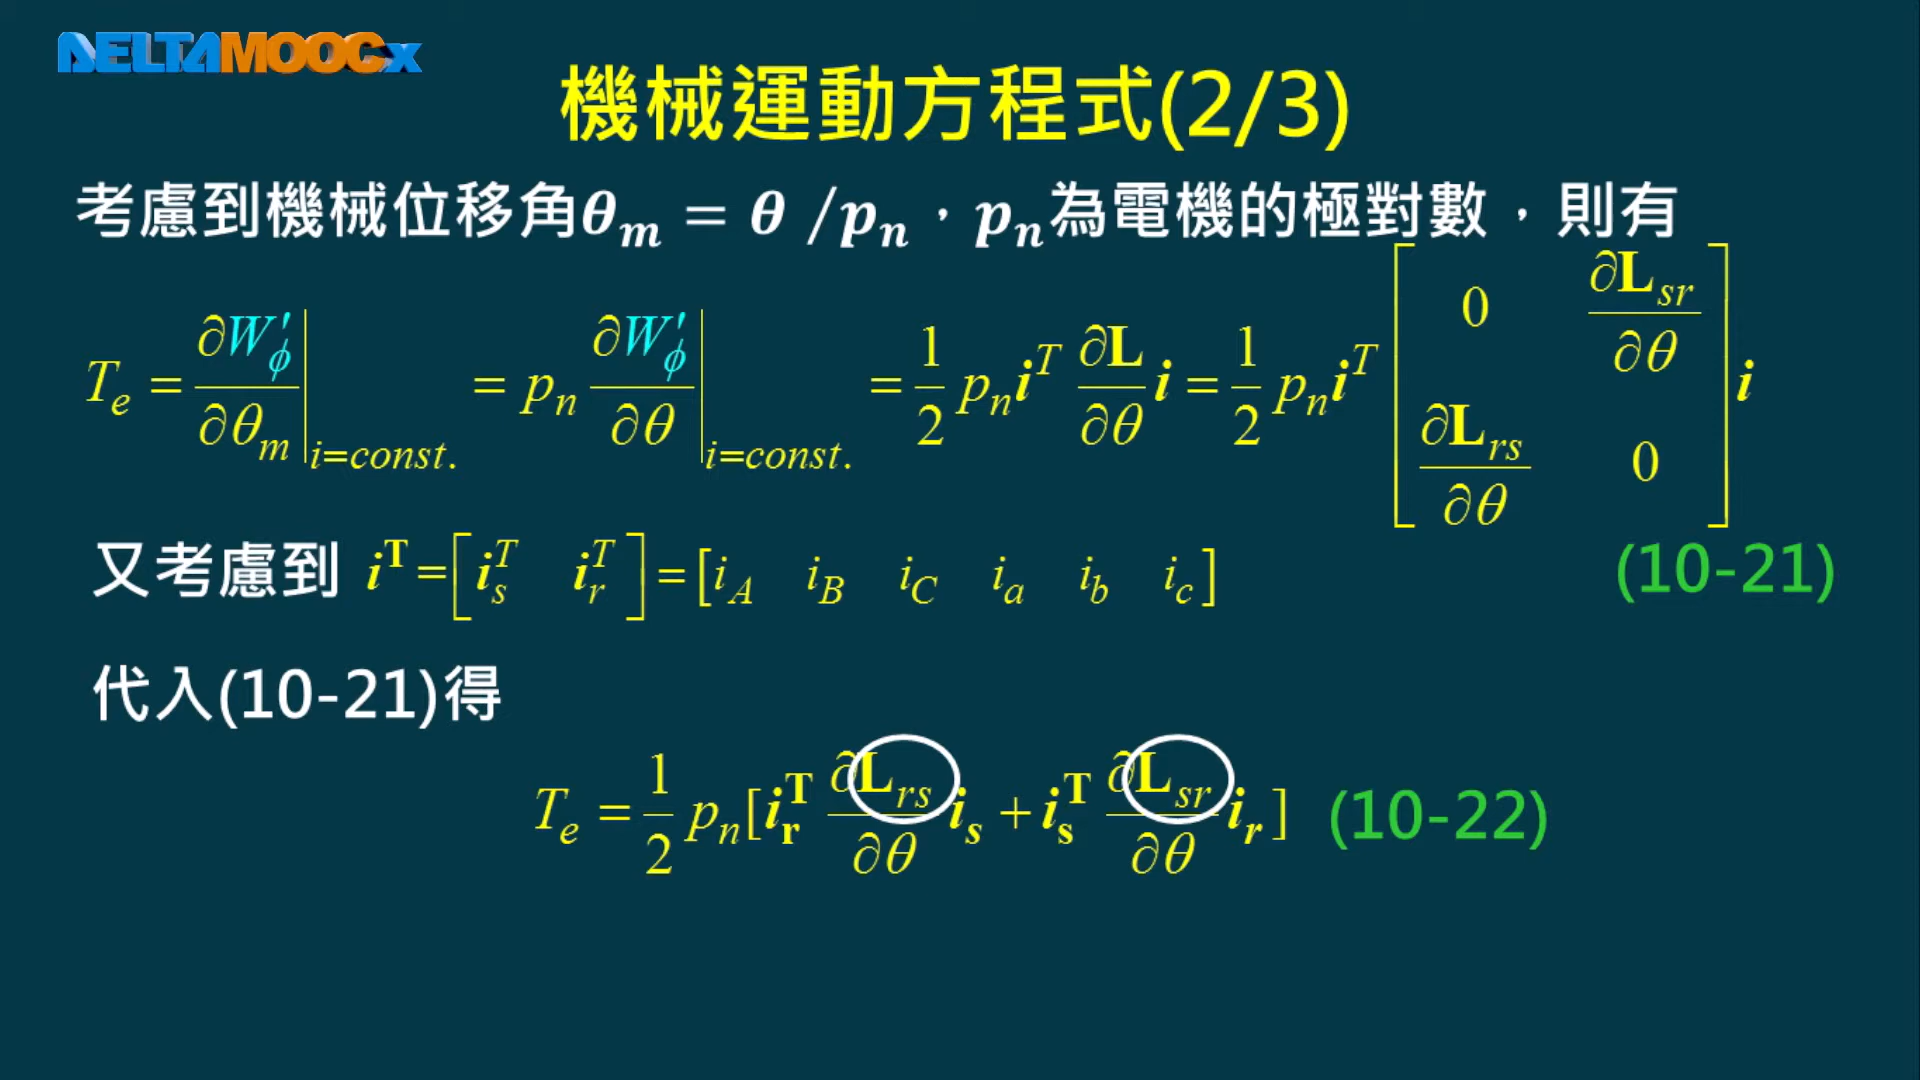 DELTAMOOCx
機械運動方程式(2/3)
考慮到機械位移角θ_m = θ /p_n,p_n為電機的極對數,則有
T_e = ∂W'_ϕ/∂θ_m |_{i=const.} = p_n ∂W'_ϕ/∂θ |_{i=const.} = 1/2 p_n i^T ∂L/∂θ i = 1/2 p_n i^T [0 ∂L_sr/∂θ; ∂L_rs/∂θ 0] i
又考慮到 i^T = [i_s^T i_r^T] = [i_A i_B i_C i_a i_b i_c] (10-21)
代入(10-21)得
T_e = 1/2 p_n [i_r^T ∂L_rs/∂θ i_s + i_s^T ∂L_sr/∂θ i_r] (10-22)